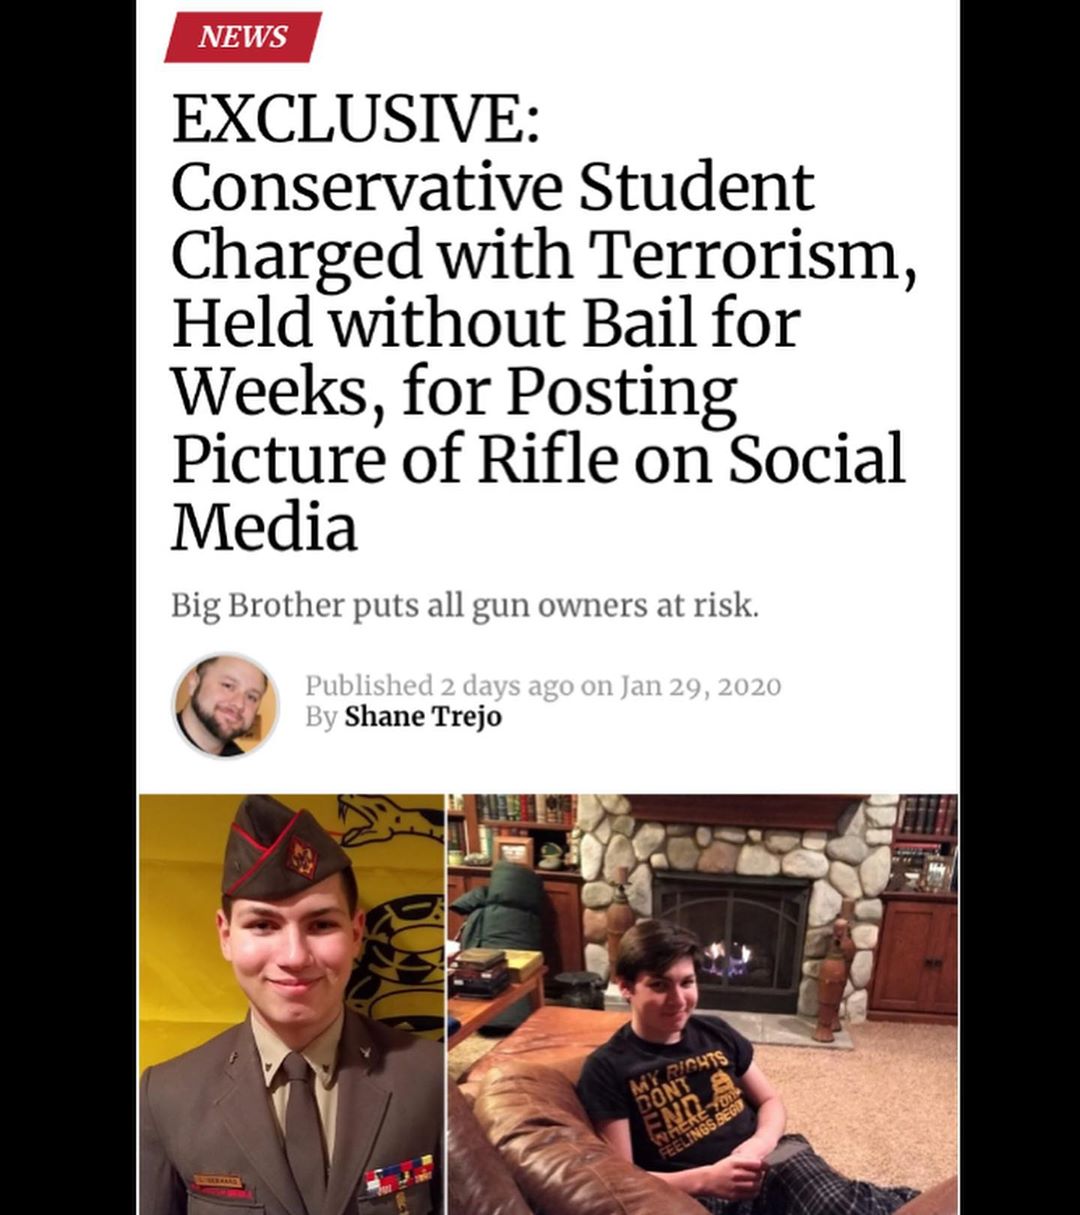 NEWS
EXCLUSIVE:
Conservative Student
Charged with Terrorism,
Held without Bail for
Weeks, for Posting
Picture of Rifle on Social
Media
Big Brother puts all gun owners at risk.
Published 2 days ago on Jan 29, 2020
By Shane Trejo
MY RIGHTS
DONT
END
WHERE YOUR
FEELINGS BEGIN